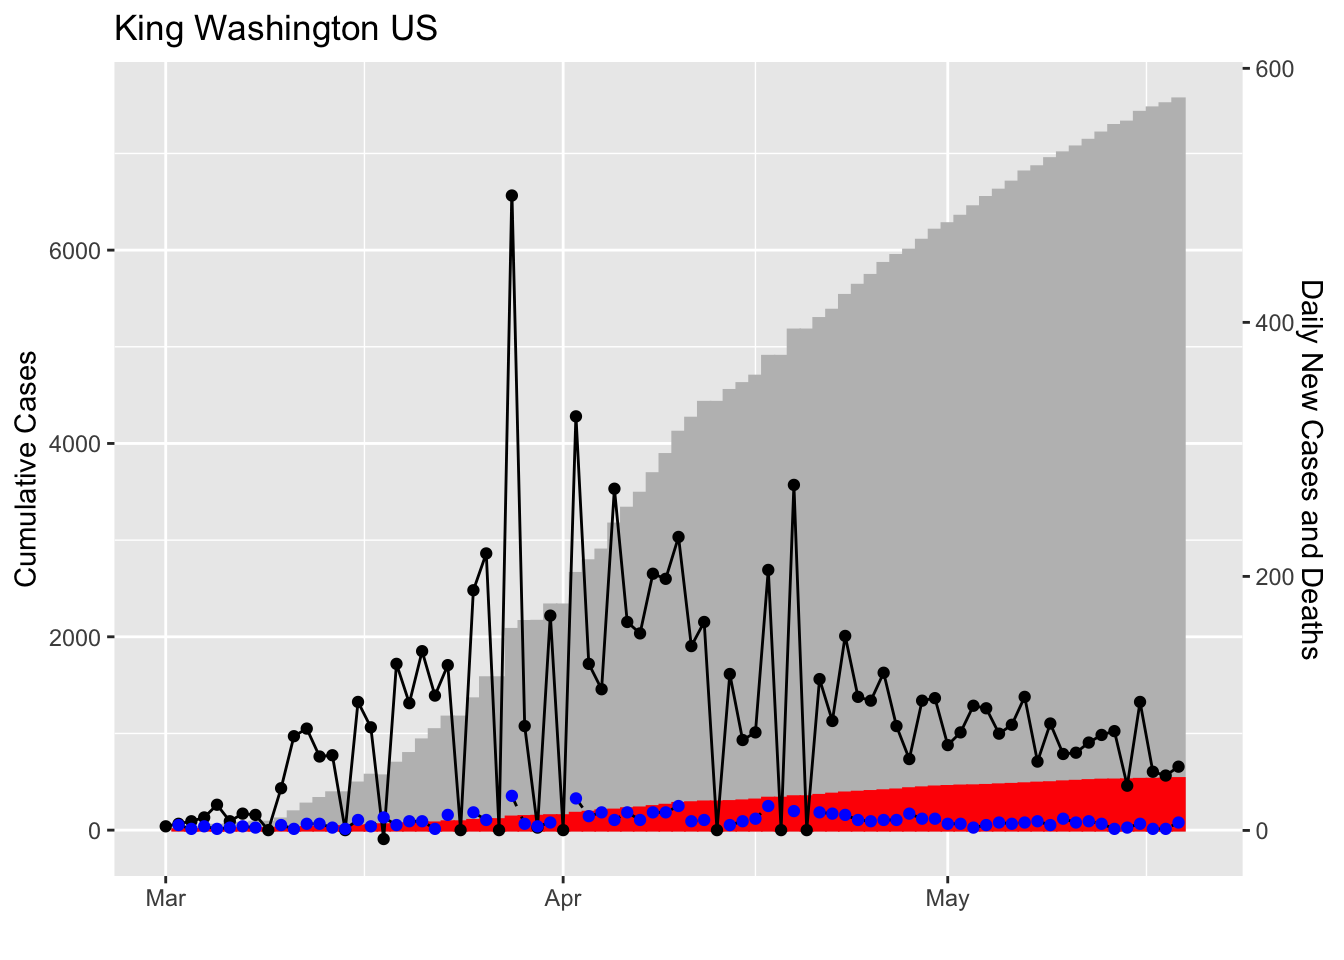 King Washington US
Cumulative Cases
6000
4000
2000
0
600
400
200
0
Daily New Cases and Deaths
Mar
Apr
May